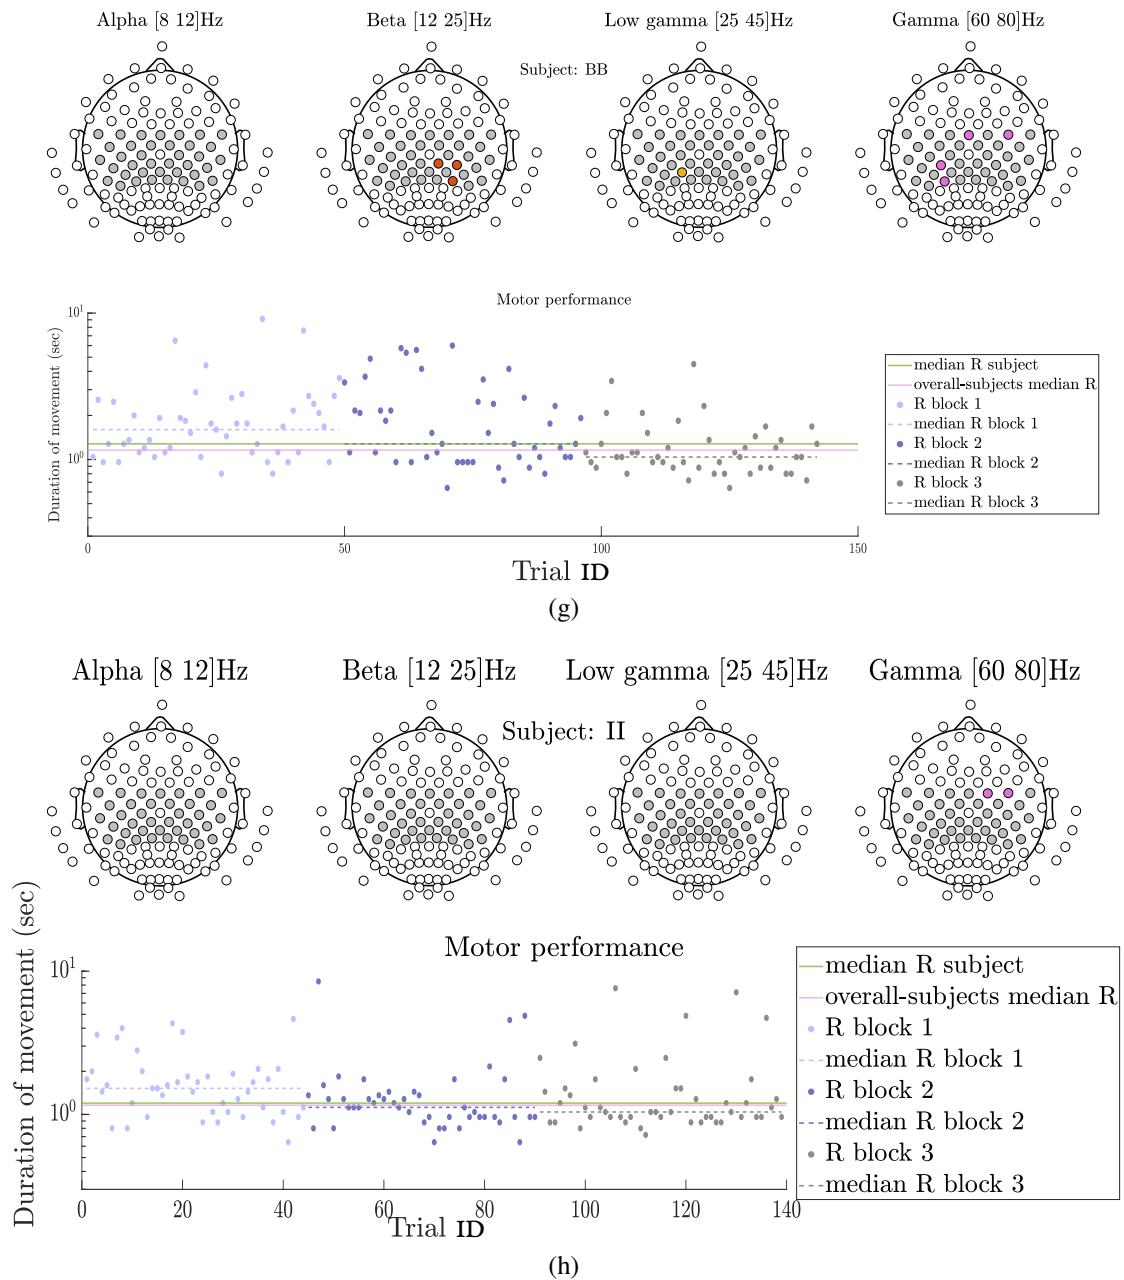 Alpha [8 12]Hz Beta [12 25]Hz Low gamma [25 45]Hz Gamma [60 80]Hz
Subject: BB
Motor performance
Duration of movement (sec)
10^1
10^0
0 50 100 150
Trial ID
median R subject
overall-subjects median R
R block 1
median R block 1
R block 2
median R block 2
R block 3
median R block 3
(g)
Alpha [8 12]Hz Beta [12 25]Hz Low gamma [25 45]Hz Gamma [60 80]Hz
Subject: II
Motor performance
Duration of movement (sec)
10^1
10^0
0 20 40 60 80 100 120 140
Trial ID
median R subject
overall-subjects median R
R block 1
median R block 1
R block 2
median R block 2
R block 3
median R block 3
(h)